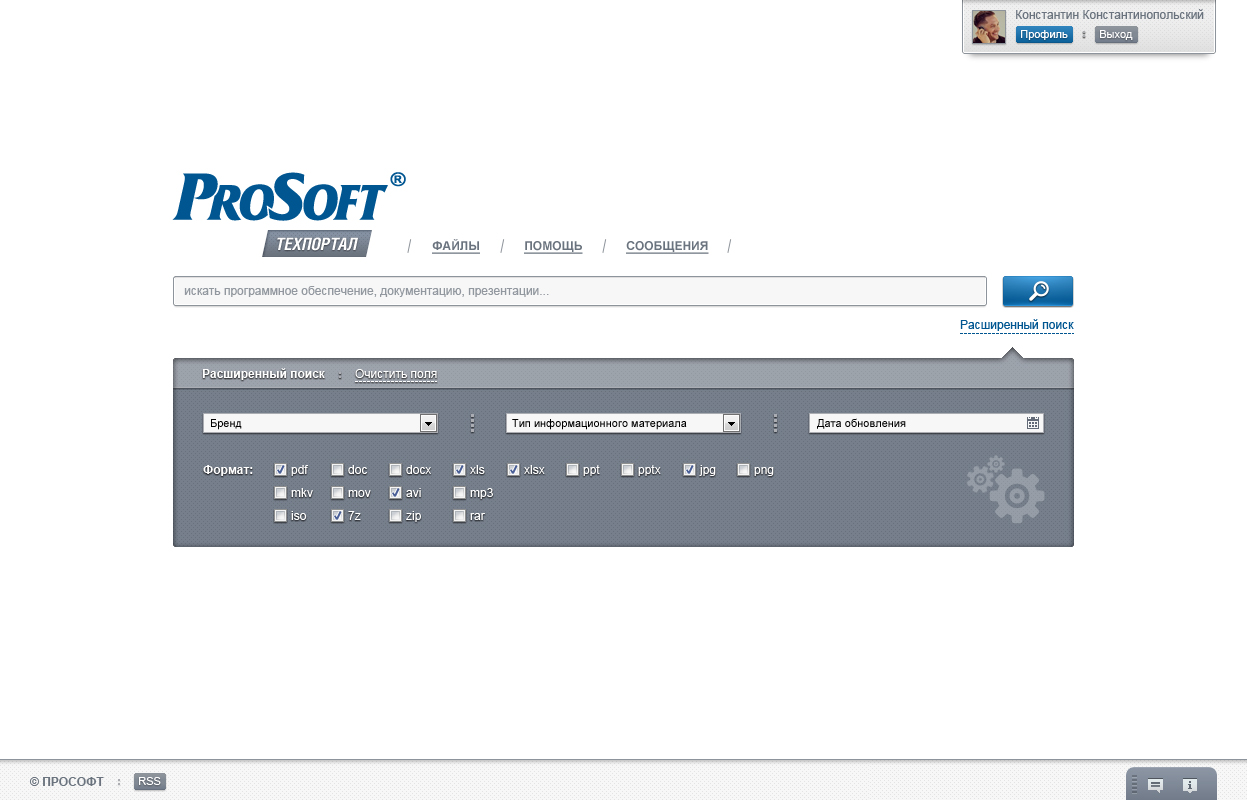 Константин Константинопольский
Профиль : Выход
PROSOFT®
ТЕХПОРТАЛ / ФАЙЛЫ / ПОМОЩЬ / СООБЩЕНИЯ /
искать программное обеспечение, документацию, презентации...
Расширенный поиск
Расширенный поиск : Очистить поля
Бренд Тип информационного материала Дата обновления
Формат: pdf doc docx xls xlsx ppt pptx jpg png
mkv mov avi mp3
iso 7z zip rar
© ПРОСОФТ : RSS